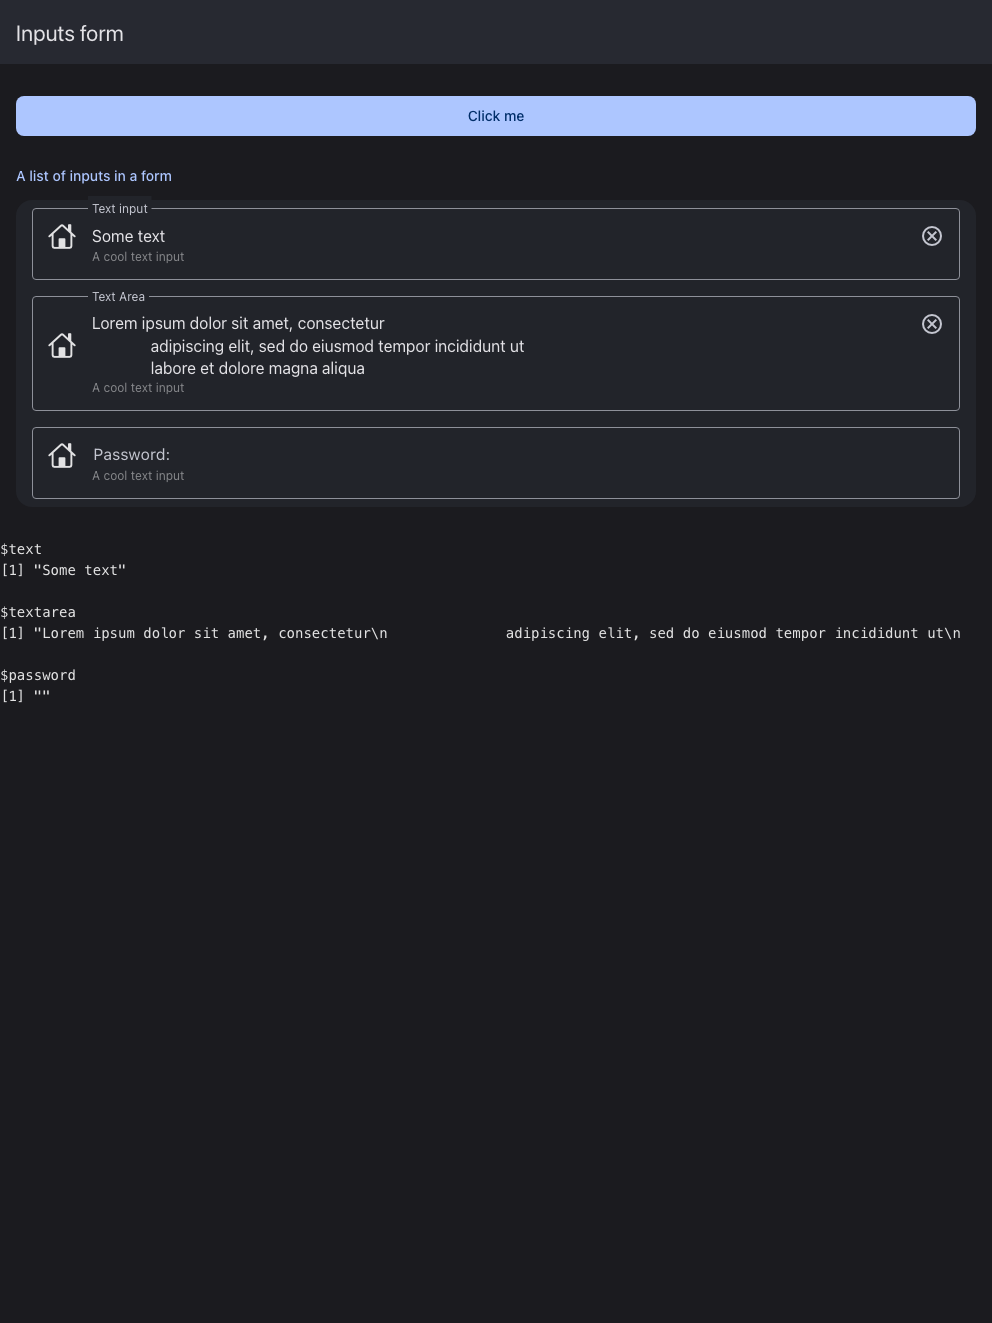 Inputs form
Click me
A list of inputs in a form
Text input
Some text
A cool text input
Text Area
Lorem ipsum dolor sit amet, consectetur
adipiscing elit, sed do eiusmod tempor incididunt ut
labore et dolore magna aliqua
A cool text input
Password:
A cool text input
$text
[1] "Some text"
$textarea
[1] "Lorem ipsum dolor sit amet, consectetur\n              adipiscing elit, sed do eiusmod tempor incididunt ut\n
$password
[1] ""